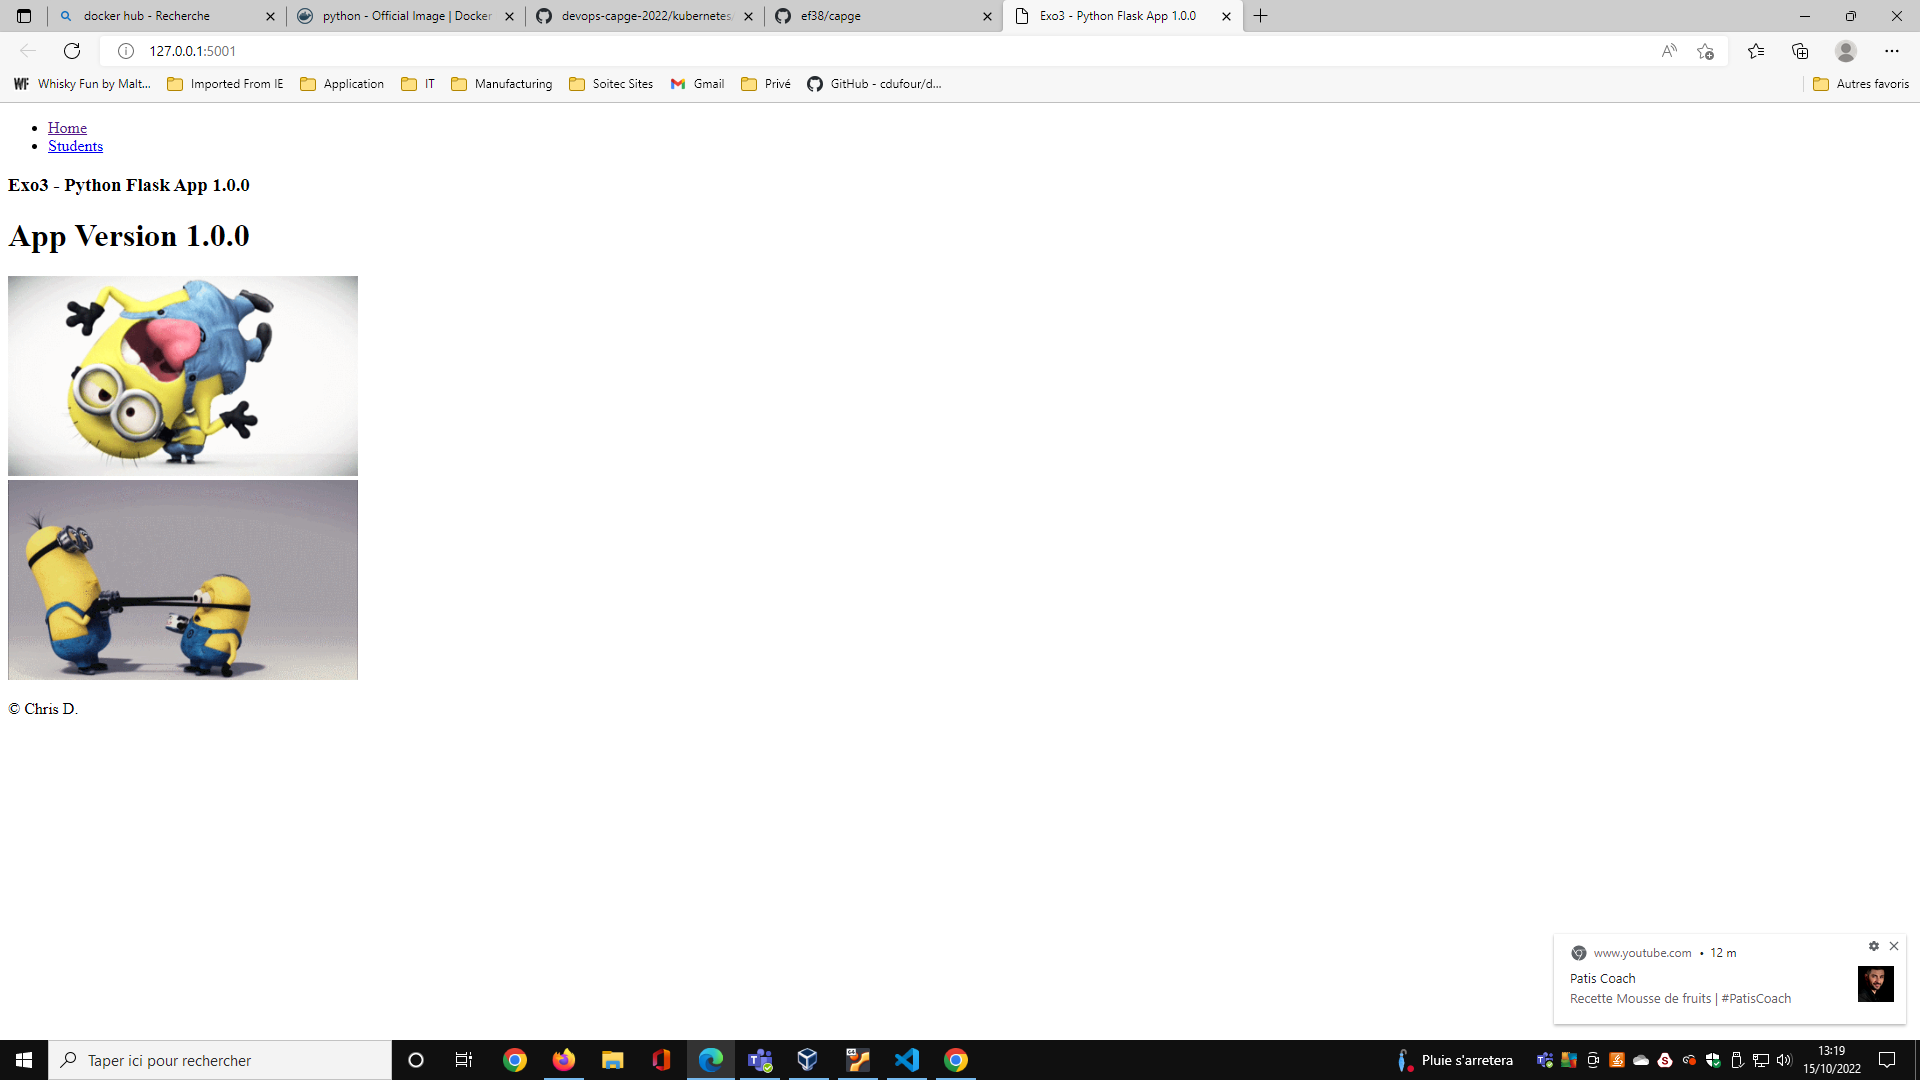 docker hub - Recherche
python - Official Image | Docker
devops-capge-2022/kubernetes/
ef38/capge
Exo3 - Python Flask App 1.0.0
127.0.0.1:5001
Whisky Fun by Malt...
Imported From IE
Application
IT
Manufacturing
Soitec Sites
Gmail
Privé
GitHub - cdufour/d...
Autres favoris
Home
Students
Exo3 - Python Flask App 1.0.0
App Version 1.0.0
© Chris D.
www.youtube.com • 12 m
Patis Coach
Recette Mousse de fruits | #PatisCoach
Taper ici pour rechercher
Pluie s'arretera
13:19
15/10/2022